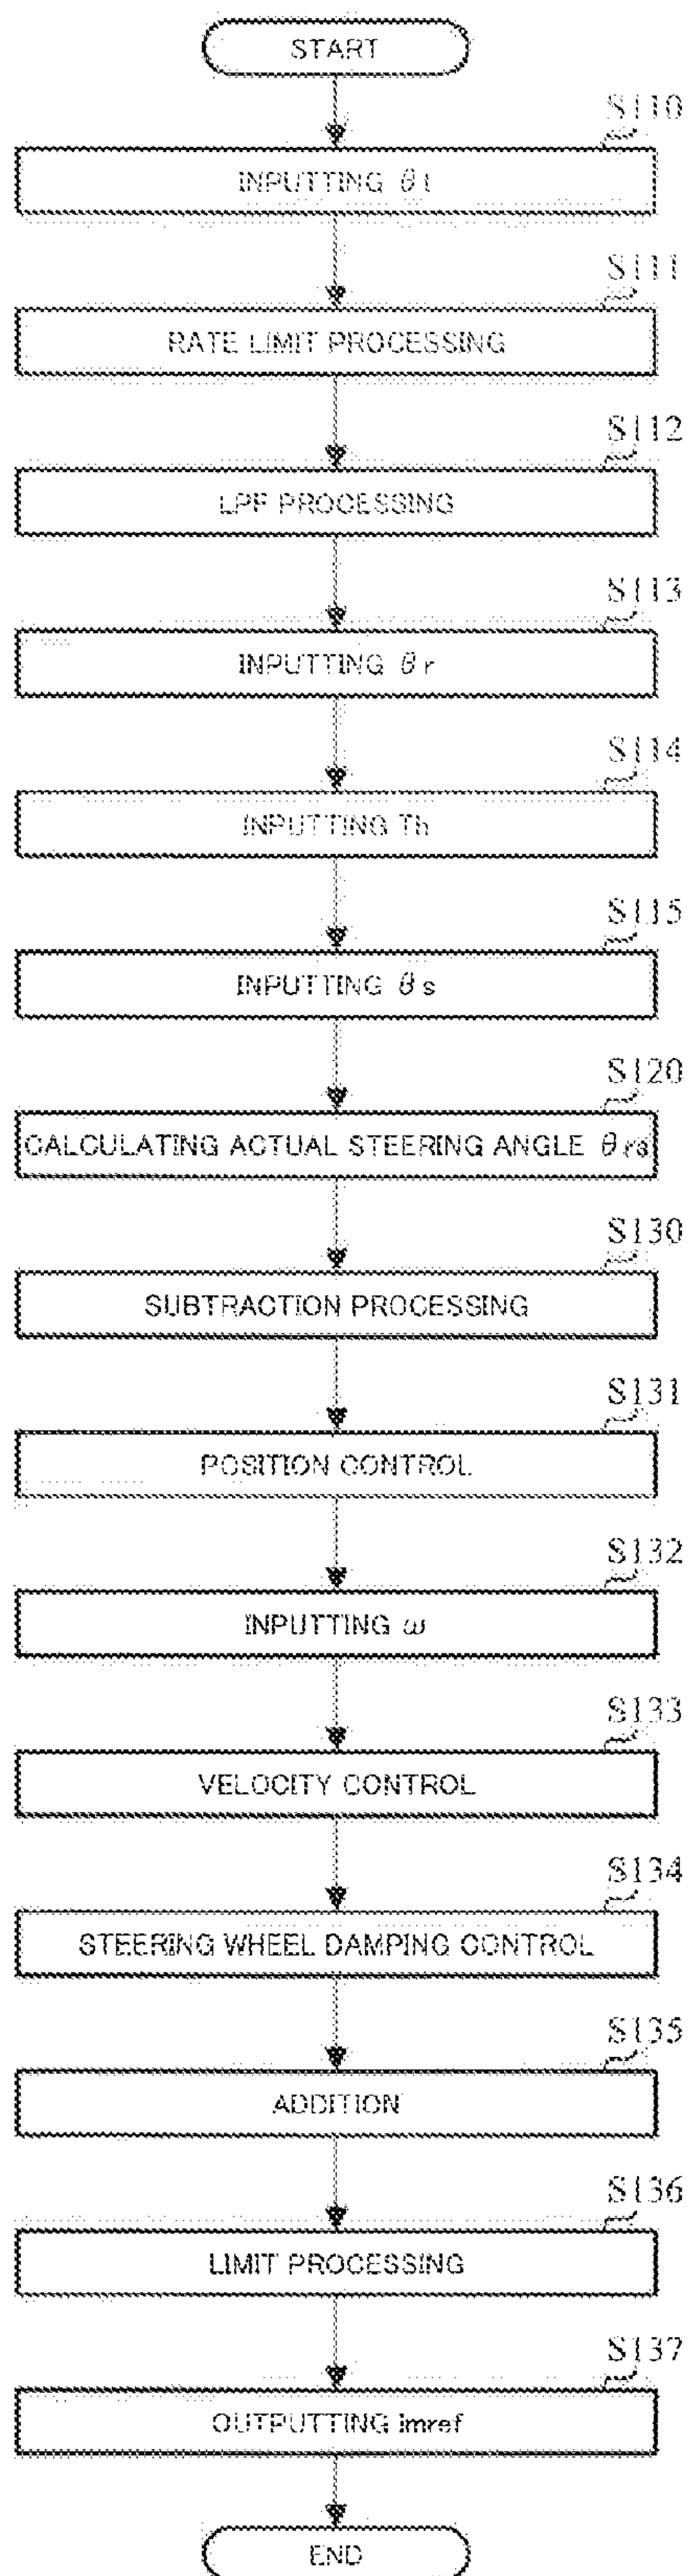 START
S110
INPUTTING θt
S111
RATE LIMIT PROCESSING
S112
LPF PROCESSING
S113
INPUTTING θr
S114
INPUTTING Th
S115
INPUTTING θs
S120
CALCULATING ACTUAL STEERING ANGLE θra
S130
SUBTRACTION PROCESSING
S131
POSITION CONTROL
S132
INPUTTING ω
S133
VELOCITY CONTROL
S134
STEERING WHEEL DAMPING CONTROL
S135
ADDITION
S136
LIMIT PROCESSING
S137
OUTPUTTING Imref
END